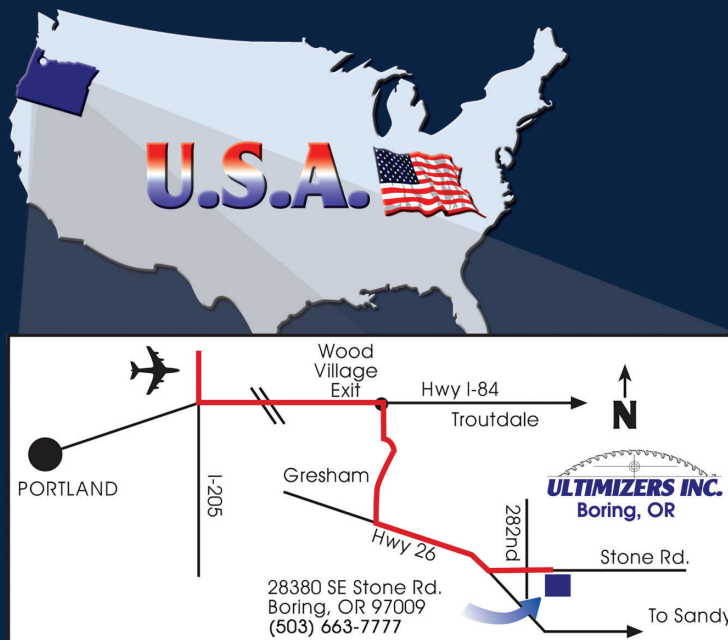 U.S.A.
Wood
Village
Exit
Hwy I-84
Troutdale
N
PORTLAND
I-205
Gresham
Hwy 26
282nd
ULTIMIZERS INC.
Boring, OR
Stone Rd.
28380 SE Stone Rd.
Boring, OR 97009
(503) 663-7777
To Sandy